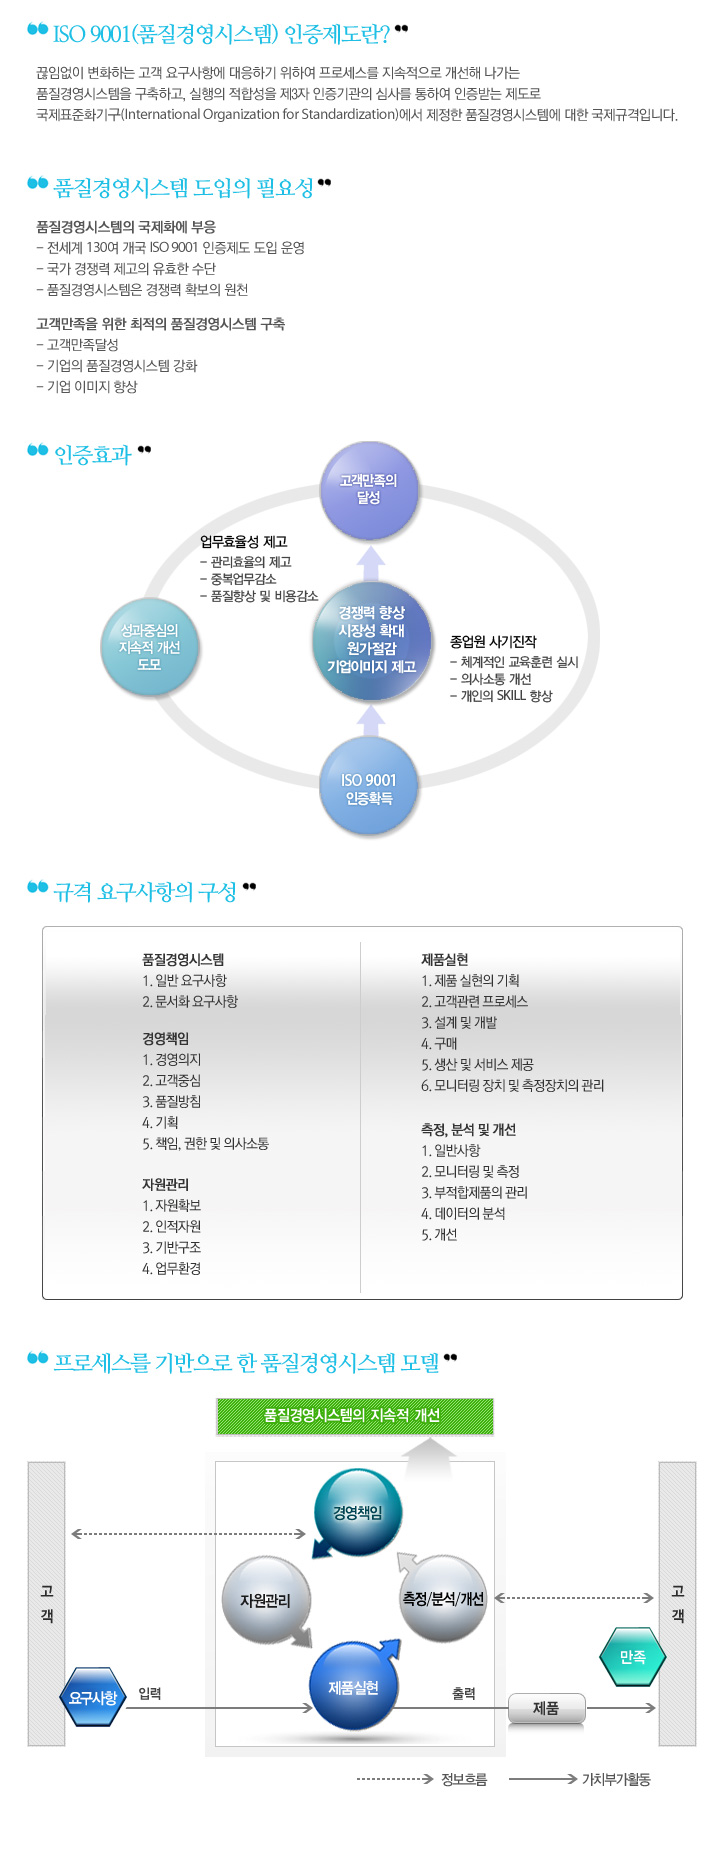 ISO 9001(품질경영시스템) 인증제도란?
끊임없이 변화하는 고객 요구사항에 대응하기 위하여 프로세스를 지속적으로 개선해 나가는
품질경영시스템을 구축하고, 실행의 적합성을 제3자 인증기관의 심사를 통하여 인증받는 제도로
국제표준화기구(International Organization for Standardization)에서 제정한 품질경영시스템에 대한 국제규격입니다.
품질경영시스템 도입의 필요성
품질경영시스템의 국제화에 부응
- 전세계 130여 개국 ISO 9001 인증제도 도입 운영
- 국가 경쟁력 제고의 유효한 수단
- 품질경영시스템은 경쟁력 확보의 원천
고객만족을 위한 최적의 품질경영시스템 구축
- 고객만족달성
- 기업의 품질경영시스템 강화
- 기업 이미지 향상
인증효과
고객만족의
달성
업무효율성 제고
- 관리효율의 제고
- 중복업무감소
- 품질향상 및 비용감소
성과중심의
지속적 개선
도모
경쟁력 향상
시장성 확대
원가절감
기업이미지 제고
종업원 사기진작
- 체계적인 교육훈련 실시
- 의사소통 개선
- 개인의 SKILL 향상
ISO 9001
인증획득
규격 요구사항의 구성
품질경영시스템
1. 일반 요구사항
2. 문서화 요구사항
경영책임
1. 경영의지
2. 고객중심
3. 품질방침
4. 기획
5. 책임, 권한 및 의사소통
자원관리
1. 자원확보
2. 인적자원
3. 기반구조
4. 업무환경
제품실현
1. 제품 실현의 기획
2. 고객관련 프로세스
3. 설계 및 개발
4. 구매
5. 생산 및 서비스 제공
6. 모니터링 장치 및 측정장치의 관리
측정, 분석 및 개선
1. 일반사항
2. 모니터링 및 측정
3. 부적합제품의 관리
4. 데이터의 분석
5. 개선
프로세스를 기반으로 한 품질경영시스템 모델
품질경영시스템의 지속적 개선
경영책임
자원관리
측정/분석/개선
제품실현
고
객
고
객
만족
요구사항
입력
출력
제품
정보흐름
가치부가활동